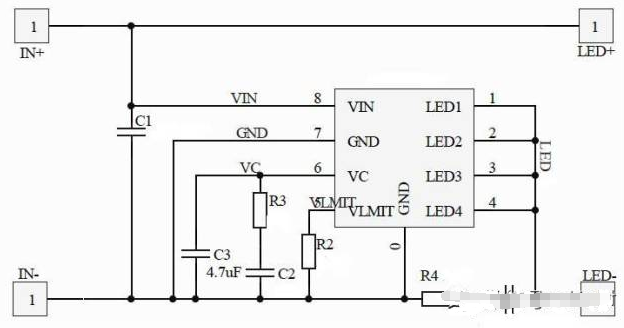 1
1
IN+
LED+
VIN
8
VIN
LED1
1
C1
GND
7
GND
LED2
2
LED
VC
6
VC
LED3
3
R3
VLMIT
5
VLMIT
GND
LED4
4
R2
0
C3
4.7uF
C2
IN-
R4
LED-
1